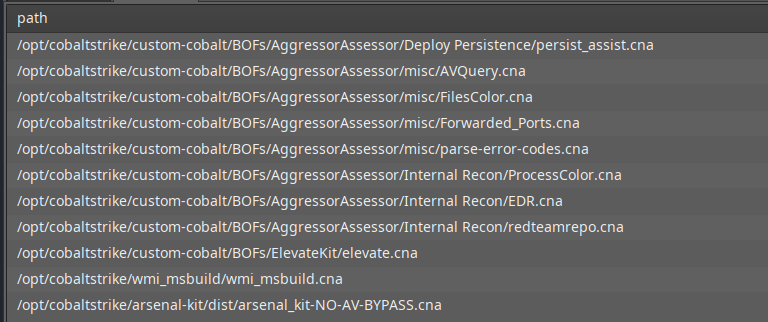 path
/opt/cobaltstrike/custom-cobalt/BOFs/AggressorAssessor/Deploy Persistence/persist_assist.cna
/opt/cobaltstrike/custom-cobalt/BOFs/AggressorAssessor/misc/AVQuery.cna
/opt/cobaltstrike/custom-cobalt/BOFs/AggressorAssessor/misc/FilesColor.cna
/opt/cobaltstrike/custom-cobalt/BOFs/AggressorAssessor/misc/Forwarded_Ports.cna
/opt/cobaltstrike/custom-cobalt/BOFs/AggressorAssessor/misc/parse-error-codes.cna
/opt/cobaltstrike/custom-cobalt/BOFs/AggressorAssessor/Internal Recon/ProcessColor.cna
/opt/cobaltstrike/custom-cobalt/BOFs/AggressorAssessor/Internal Recon/EDR.cna
/opt/cobaltstrike/custom-cobalt/BOFs/AggressorAssessor/Internal Recon/redteamrepo.cna
/opt/cobaltstrike/custom-cobalt/BOFs/ElevateKit/elevate.cna
/opt/cobaltstrike/wmi_msbuild/wmi_msbuild.cna
/opt/cobaltstrike/arsenal-kit/dist/arsenal_kit-NO-AV-BYPASS.cna